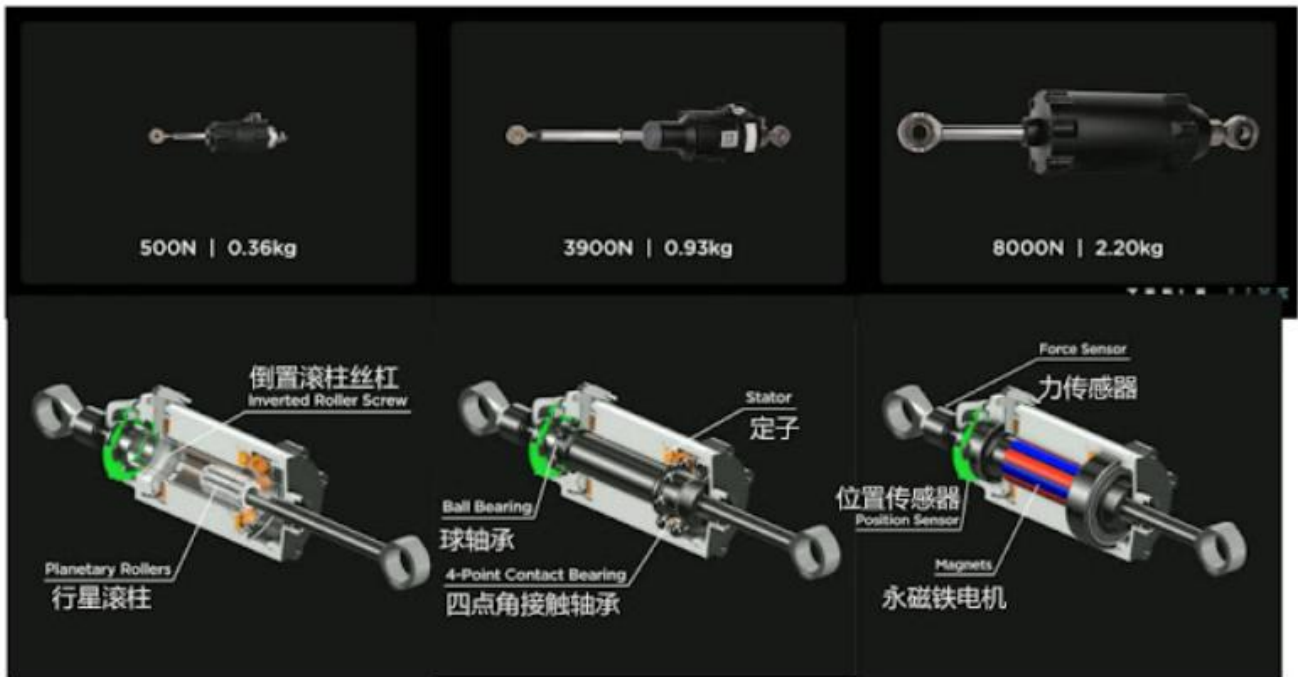 500N | 0.36kg
3900N | 0.93kg
8000N | 2.20kg
倒置滚柱丝杠
Inverted Roller Screw
Planetary Rollers
行星滚柱
Stator
定子
Ball Bearing
球轴承
4-Point Contact Bearing
四点角接触轴承
Force Sensor
力传感器
位置传感器
Position Sensor
Magnets
永磁铁电机